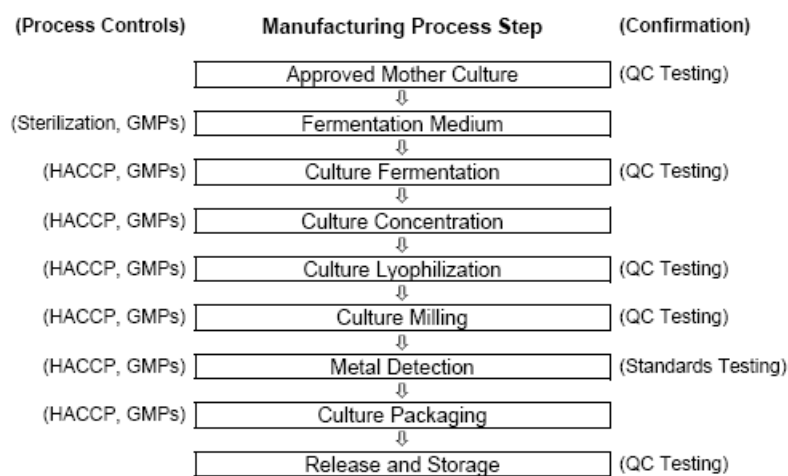 (Process Controls) Manufacturing Process Step (Confirmation)
Approved Mother Culture (QC Testing)
(Sterilization, GMPs) Fermentation Medium
(HACCP, GMPs) Culture Fermentation (QC Testing)
(HACCP, GMPs) Culture Concentration
(HACCP, GMPs) Culture Lyophilization (QC Testing)
(HACCP, GMPs) Culture Milling (QC Testing)
(HACCP, GMPs) Metal Detection (Standards Testing)
(HACCP, GMPs) Culture Packaging
Release and Storage (QC Testing)